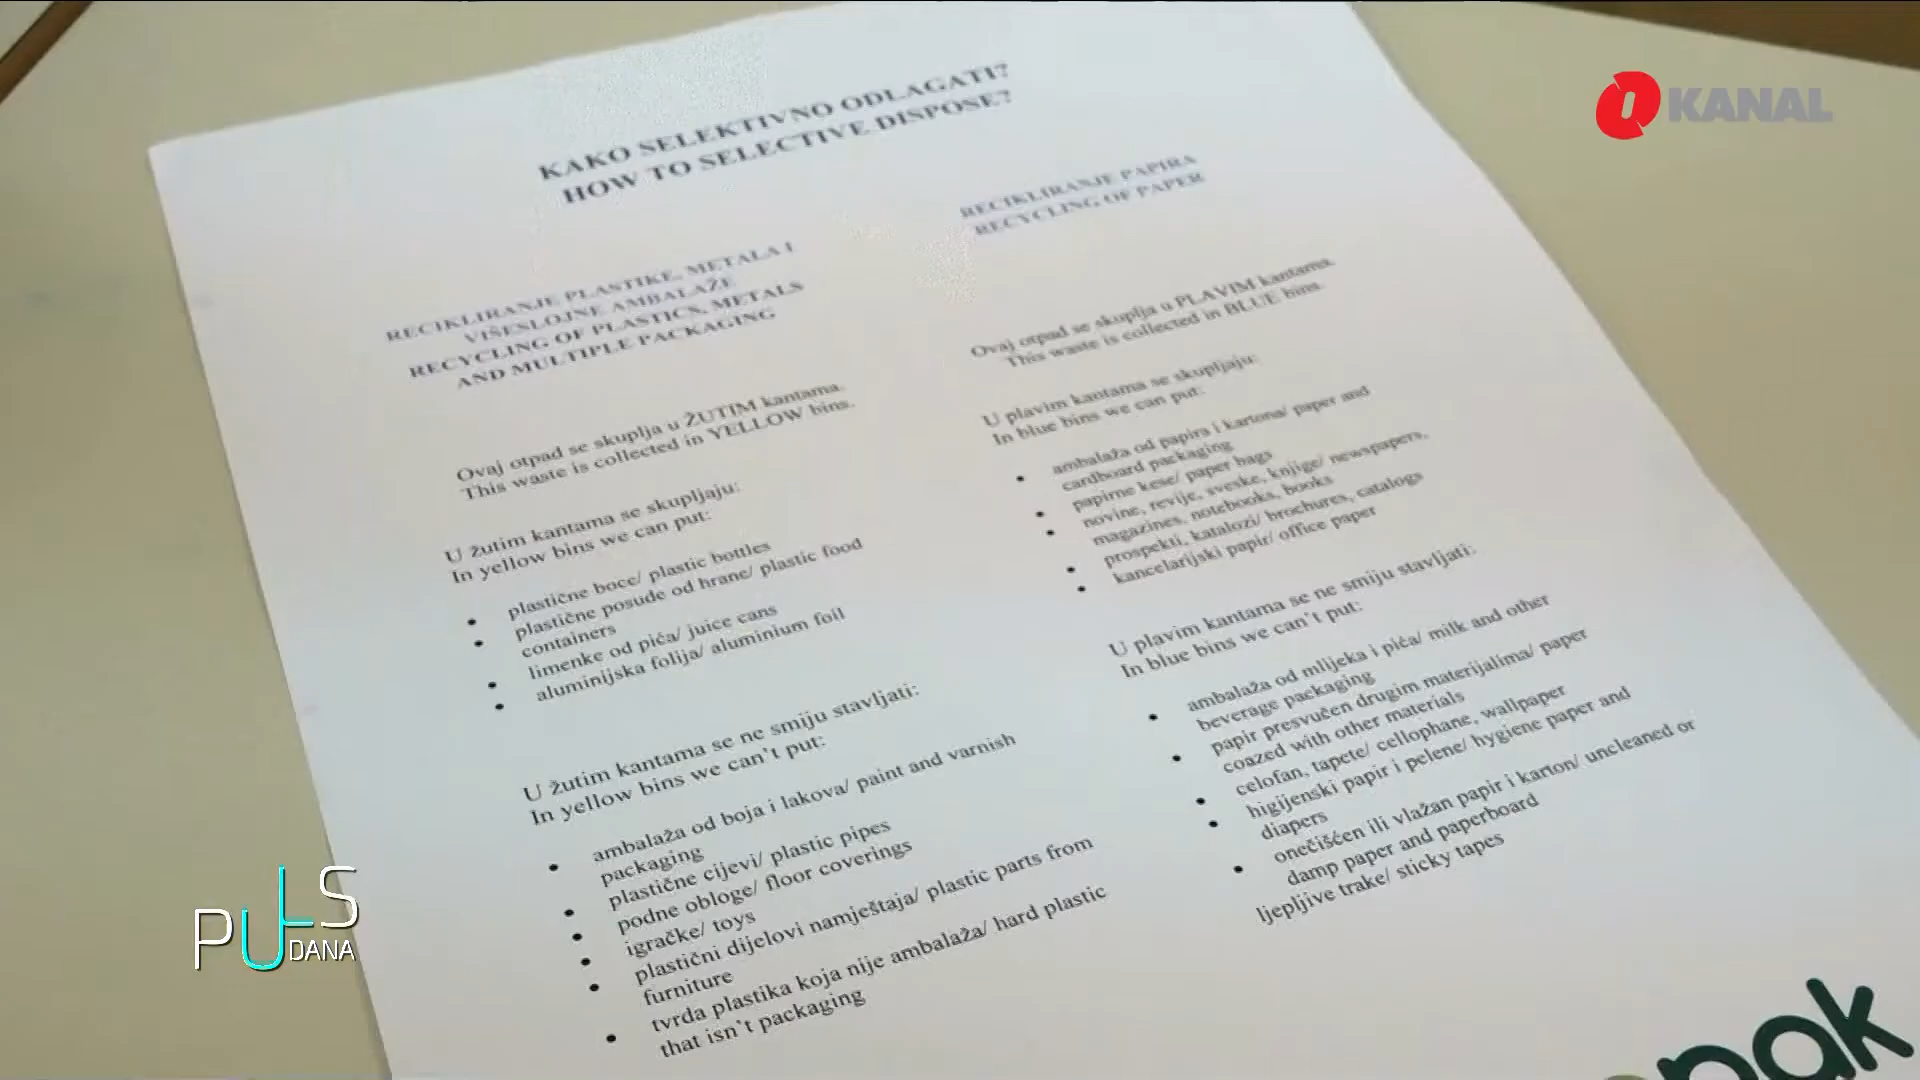 KAKO SELEKTIVNO ODLAGATI?
HOW TO SELECTIVE DISPOSE?
RECIKLIRANJE PLASTIKE, METALA I
VIŠESLOJNE AMBALAŽE
RECYCLING OF PLASTICS, METALS
AND MULTIPLE PACKAGING
Ovaj otpad se skuplja u ŽUTIM kantama.
This waste is collected in YELLOW bins.
U žutim kantama se skupljaju:
In yellow bins we can put:
• plastične boce/ plastic bottles
• plastične posude od hrane/ plastic food
containers
• limenke od pića/ juice cans
• aluminijska folija/ aluminium foil
U žutim kantama se ne smiju stavljati:
In yellow bins we can't put:
• ambalaža od boja i lakova/ paint and varnish
packaging
• plastične cijevi/ plastic pipes
• podne obloge/ floor coverings
• igračke/ toys
• plastični dijelovi namještaja/ plastic parts from
furniture
• tvrda plastika koja nije ambalaža/ hard plastic
that isn't packaging
RECIKLIRANJE PAPIRA
RECYCLING OF PAPER
Ovaj otpad se skuplja u PLAVIM kantama.
This waste is collected in BLUE bins.
U plavim kantama se skupljaju:
In blue bins we can put:
• ambalaža od papira i kartona/ paper and
cardboard packaging
• papirne kese/ paper bags
• novine, revije, sveske, knjige/ newspapers,
magazines, notebooks, books
• prospekti, katalozi/ brochures, catalogs
• kancelarijski papir/ office paper
U plavim kantama se ne smiju stavljati:
In blue bins we can't put:
• ambalaža od mlijeka i pića/ milk and other
beverage packaging
• papir presvučen drugim materijalima/ paper
coazed with other materials
• celofan, tapete/ cellophane, wallpaper
• higijenski papir i pelene/ hygiene paper and
diapers
• onečišćen ili vlažan papir i karton/ uncleaned or
damp paper and paperboard
ljepljive trake/ sticky tapes
pak
O KANAL
PULS
DANA